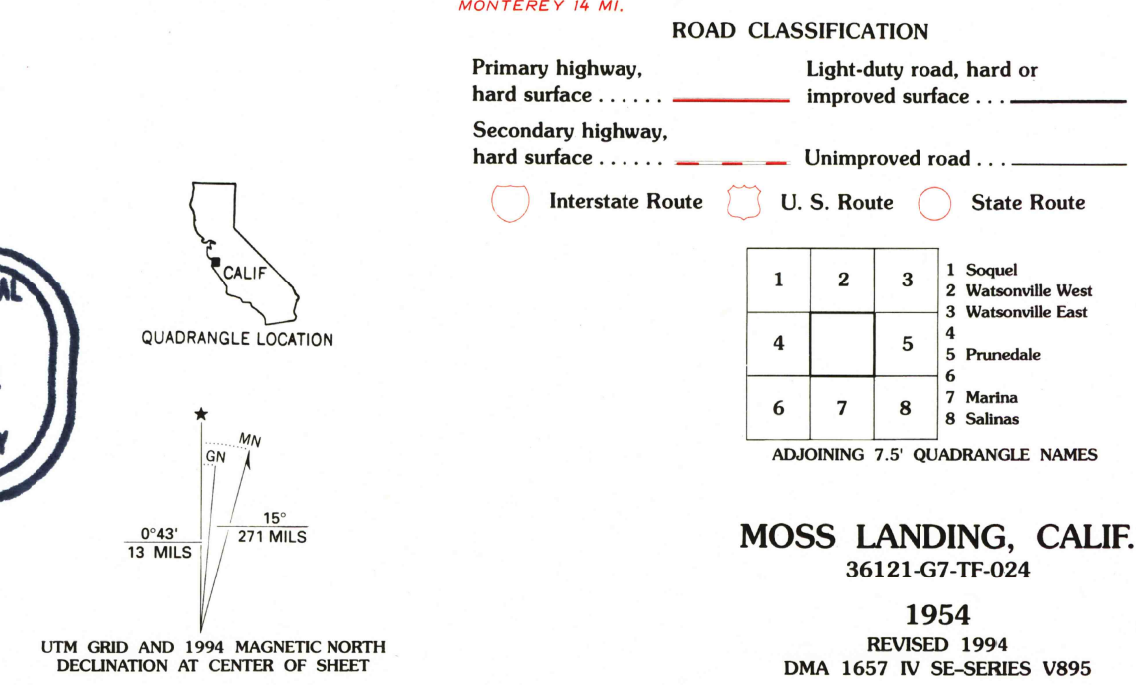 MONTEREY 14 MI.
ROAD CLASSIFICATION
Primary highway,
hard surface ......
Light-duty road, hard or
improved surface ...
Secondary highway,
hard surface ......
Unimproved road ...
Interstate Route
U. S. Route
State Route
CALIF
QUADRANGLE LOCATION
1 2 3
4 5
6 7 8
1 Soquel
2 Watsonville West
3 Watsonville East
4
5 Prunedale
6
7 Marina
8 Salinas
ADJOINING 7.5' QUADRANGLE NAMES
MN
GN
0°43'
13 MILS
15°
271 MILS
UTM GRID AND 1994 MAGNETIC NORTH
DECLINATION AT CENTER OF SHEET
MOSS LANDING, CALIF.
36121-G7-TF-024
1954
REVISED 1994
DMA 1657 IV SE-SERIES V895